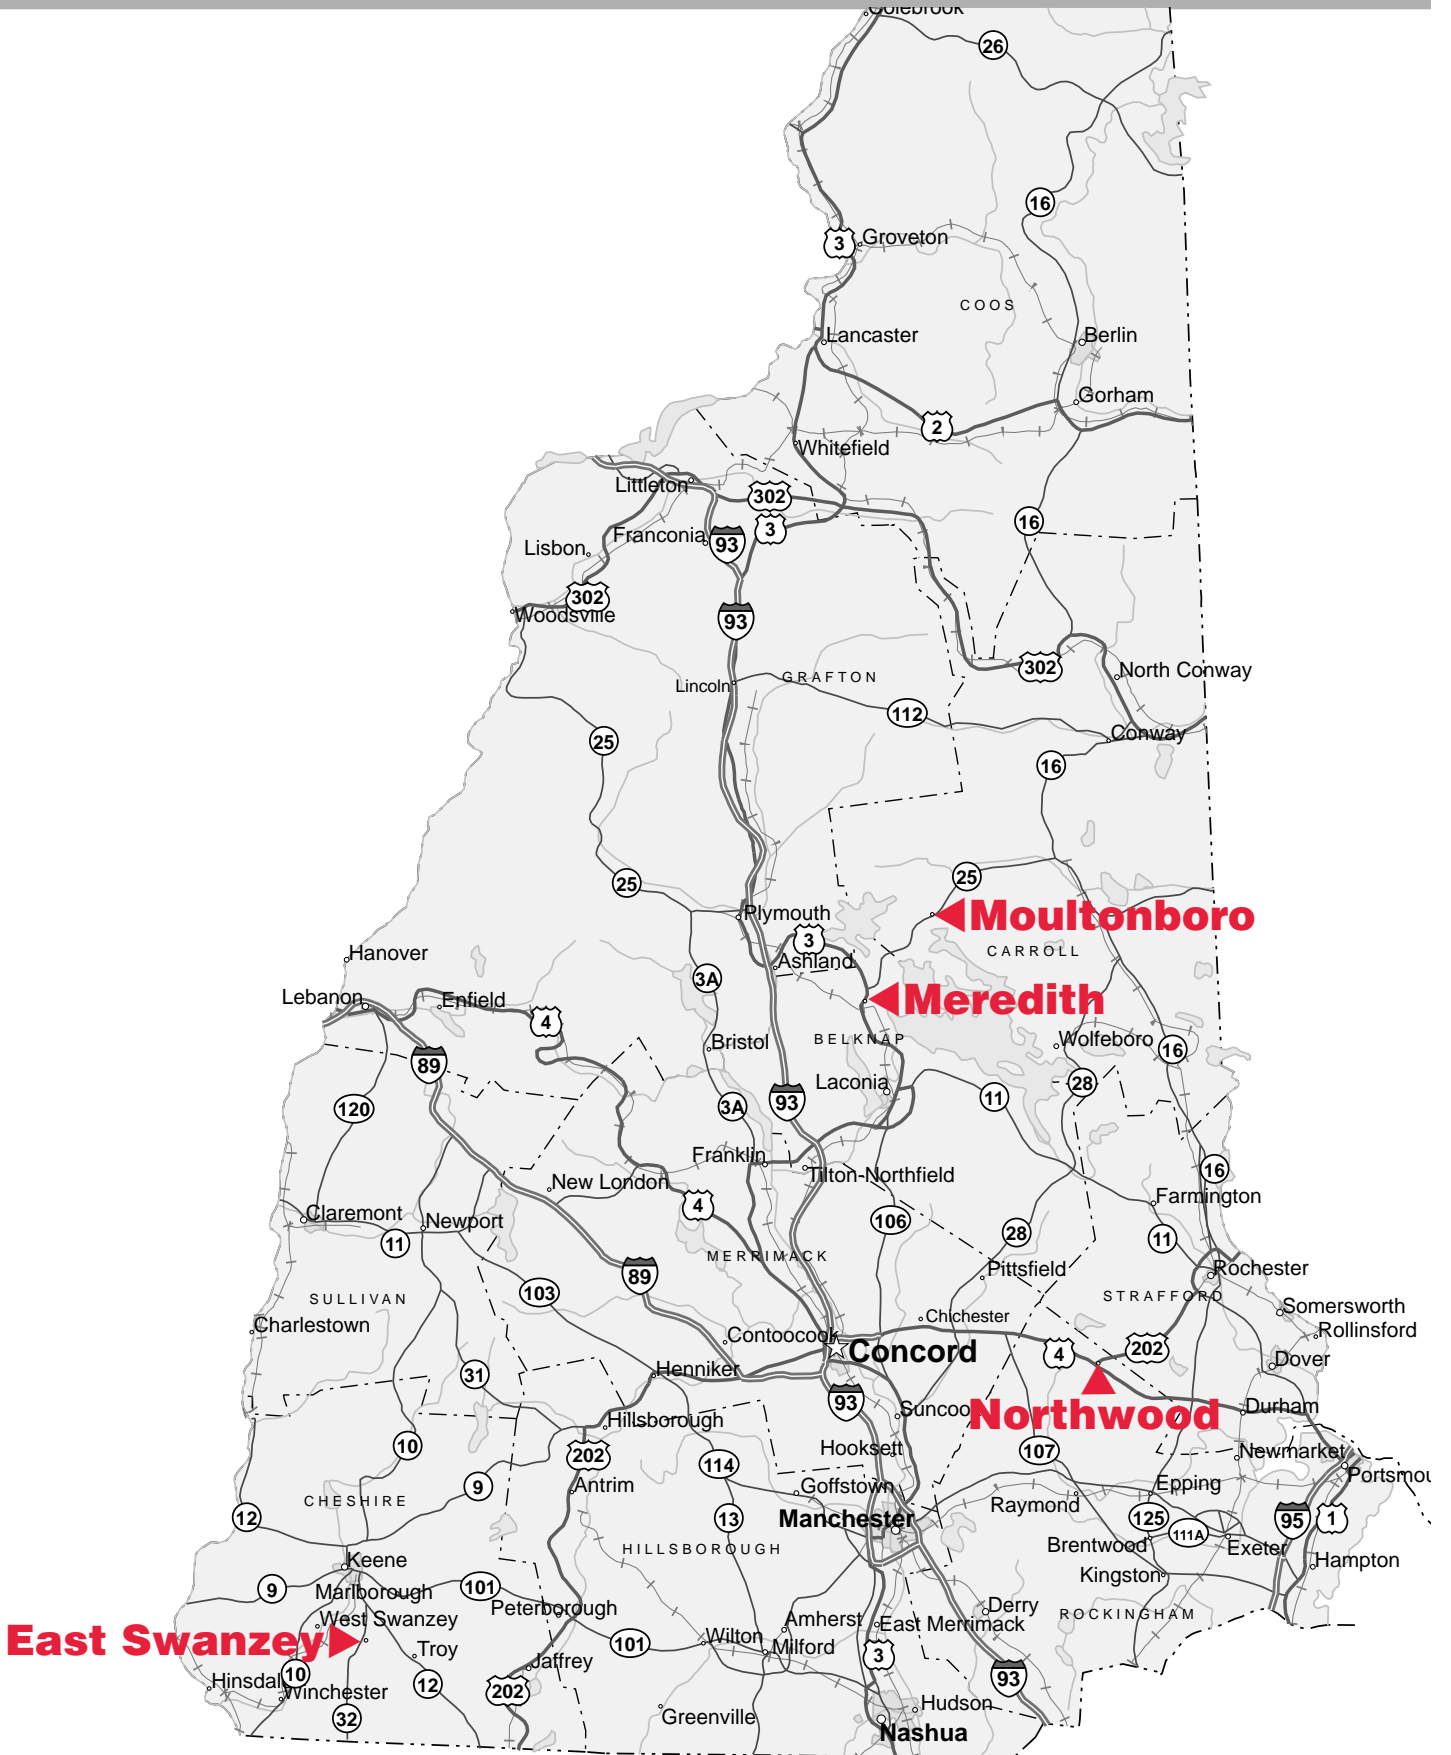 Colebrook
26
16
3
Groveton
COOS
Lancaster
Berlin
Gorham
2
Whitefield
Littleton
302
3
16
Franconia
93
Lisbon
302
Woodsville
93
302
North Conway
Lincoln
GRAFTON
112
Conway
25
16
25
25
Plymouth
Moultonboro
3
CARROLL
Hanover
Ashland
3A
Lebanon
Enfield
Meredith
4
Bristol
BELKNAP
Wolfeboro
16
89
Laconia
28
120
3A
93
11
Franklin
Tilton-Northfield
16
New London
4
Farmington
Claremont
Newport
106
28
11
11
MERRIMACK
89
Pittsfield
Rochester
103
SULLIVAN
STRAFFORD
Somersworth
Charlestown
Chichester
Rollinsford
Contoocook
Concord
4
202
Dover
31
Henniker
93
Suncoo
Northwood
Durham
Hillsborough
10
202
114
Hooksett
107
Newmarket
Portsmou
9
Antrim
Goffstown
Raymond
Epping
CHESHIRE
12
13
Manchester
125
111A
95
1
HILLSBOROUGH
Brentwood
Exeter
Keene
Kingston
Hampton
9
Marlborough
101
Peterborough
Derry
ROCKINGHAM
West Swanzey
Amherst
East Merrimack
East Swanzey
Troy
101
Wilton
Milford
3
Jaffrey
Hinsdal
10
12
202
93
Winchester
Hudson
32
Greenville
Nashua